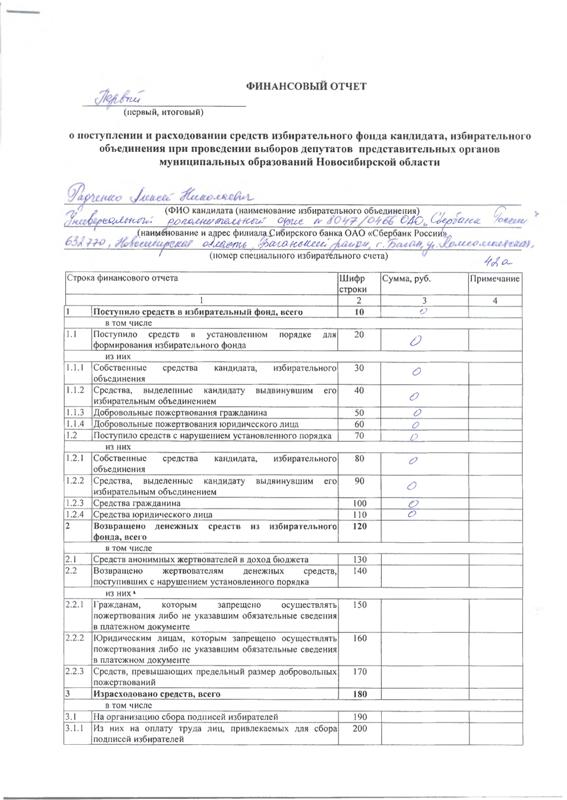 ФИНАНСОВЫЙ ОТЧЕТ
Первый
(первый, итоговый)
о поступлении и расходовании средств избирательного фонда кандидата, избирательного
объединения при проведении выборов депутатов представительных органов
муниципальных образований Новосибирской области
Радченко Алексей Николаевич
(ФИО кандидата (наименование избирательного объединения)
Универсальный дополнительный офис № 8047/0466 ОАО "Сбербанк России"
(наименование и адрес филиала Сибирского банка ОАО «Сбербанк России»
632770, Новосибирская область, Баганский район, с. Баган, ул. Комсомольская,
(номер специального избирательного счета)
42а
Строка финансового отчета Шифр строки Сумма, руб. Примечание
1 2 3 4
1 Поступило средств в избирательный фонд, всего 10 0
в том числе
1.1 Поступило средств в установленном порядке для
формирования избирательного фонда 20 0
из них
1.1.1 Собственные средства кандидата, избирательного
объединения 30 0
1.1.2 Средства, выделенные кандидату выдвинувшим его
избирательным объединением 40 0
1.1.3 Добровольные пожертвования гражданина 50 0
1.1.4 Добровольные пожертвования юридического лица 60 0
1.2 Поступило средств с нарушением установленного порядка 70 0
из них
1.2.1 Собственные средства кандидата, избирательного
объединения 80 0
1.2.2 Средства, выделенные кандидату выдвинувшим его
избирательным объединением 90 0
1.2.3 Средства гражданина 100 0
1.2.4 Средства юридического лица 110 0
2 Возвращено денежных средств из избирательного
фонда, всего 120
в том числе
2.1 Средств анонимных жертвователей в доход бюджета 130
2.2 Возвращено жертвователям денежных средств,
поступивших с нарушением установленного порядка 140
из них
2.2.1 Гражданам, которым запрещено осуществлять
пожертвования либо не указавшим обязательные сведения
в платежном документе 150
2.2.2 Юридическим лицам, которым запрещено осуществлять
пожертвования либо не указавшим обязательные сведения
в платежном документе 160
2.2.3 Средств, превышающих предельный размер добровольных
пожертвований 170
3 Израсходовано средств, всего 180
в том числе
3.1 На организацию сбора подписей избирателей 190
3.1.1 Из них на оплату труда лиц, привлекаемых для сбора
подписей избирателей 200